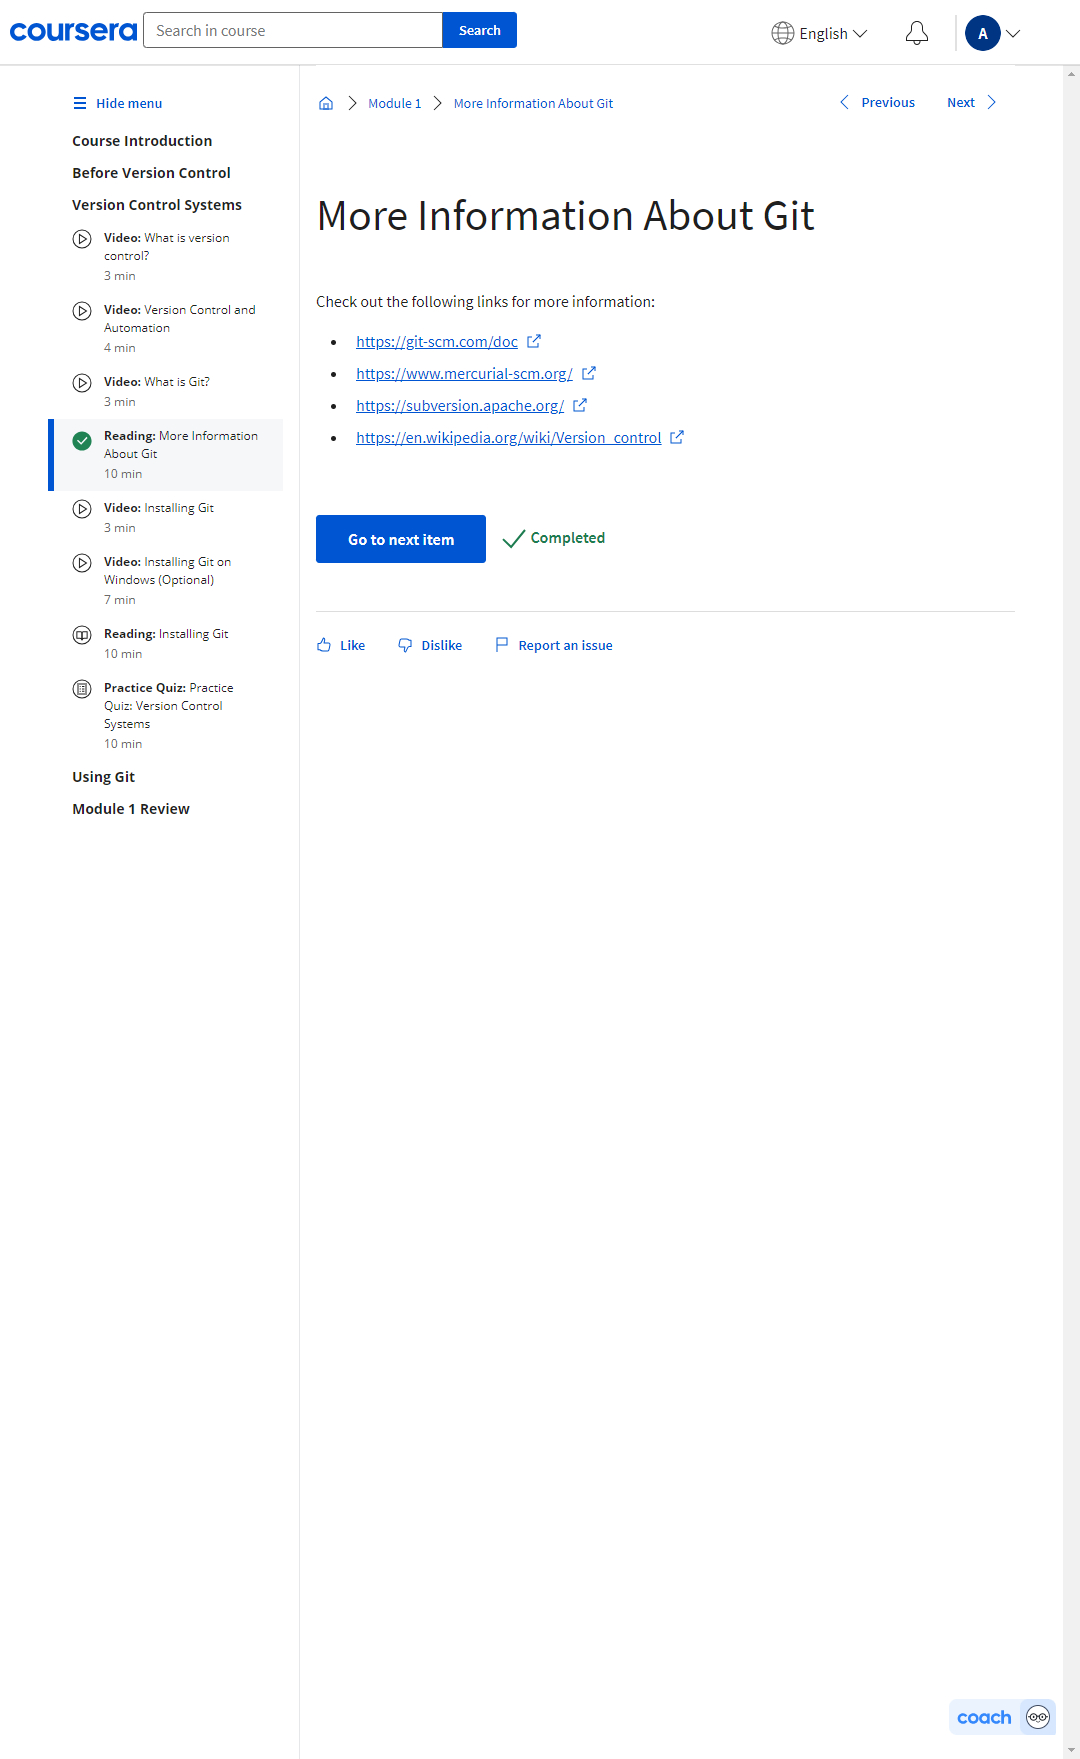 coursera
Search in course
Search
English
A
Hide menu
Course Introduction
Before Version Control
Version Control Systems
Video: What is version
control?
3 min
Video: Version Control and
Automation
4 min
Video: What is Git?
3 min
Reading: More Information
About Git
10 min
Video: Installing Git
3 min
Video: Installing Git on
Windows (Optional)
7 min
Reading: Installing Git
10 min
Practice Quiz: Practice
Quiz: Version Control
Systems
10 min
Using Git
Module 1 Review
Module 1
More Information About Git
Previous
Next
More Information About Git
Check out the following links for more information:
https://git-scm.com/doc
https://www.mercurial-scm.org/
https://subversion.apache.org/
https://en.wikipedia.org/wiki/Version_control
Go to next item
Completed
Like
Dislike
Report an issue
coach